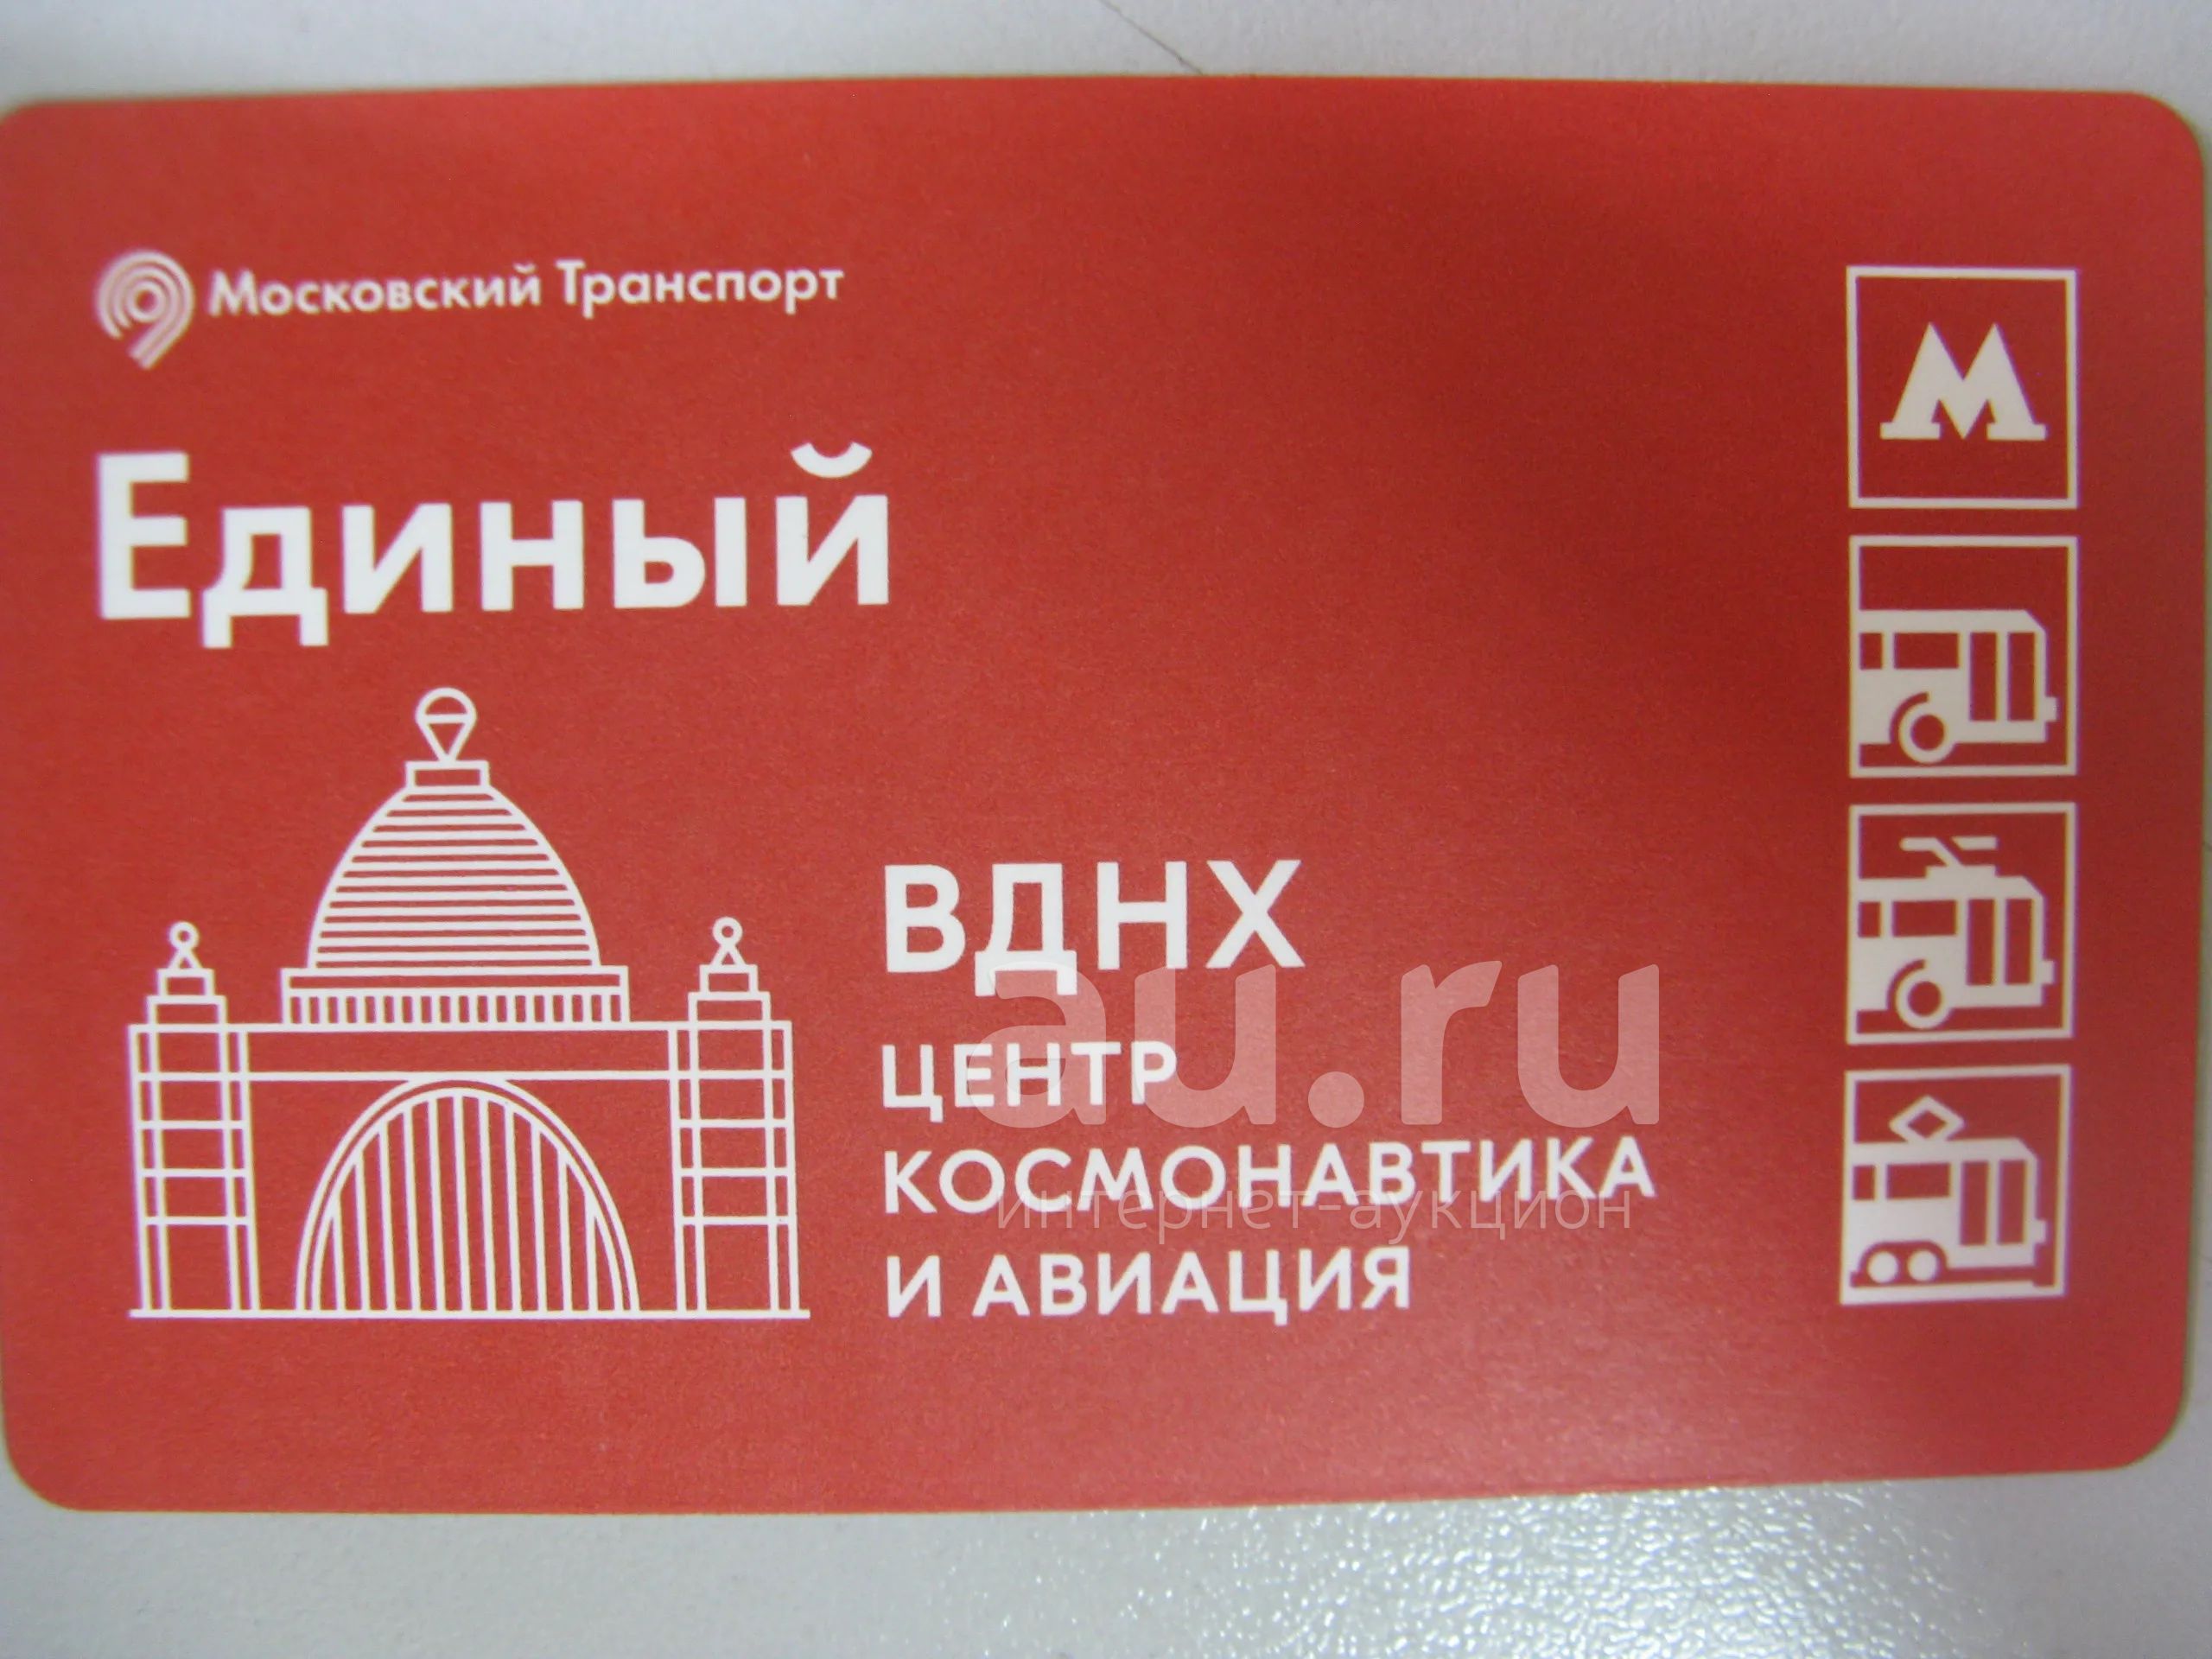 Московский Транспорт
Единый
М
ВДНХ
ЦЕНТР
КОСМОНАВТИКА
И АВИАЦИЯ
au.ru
интернет-аукцион